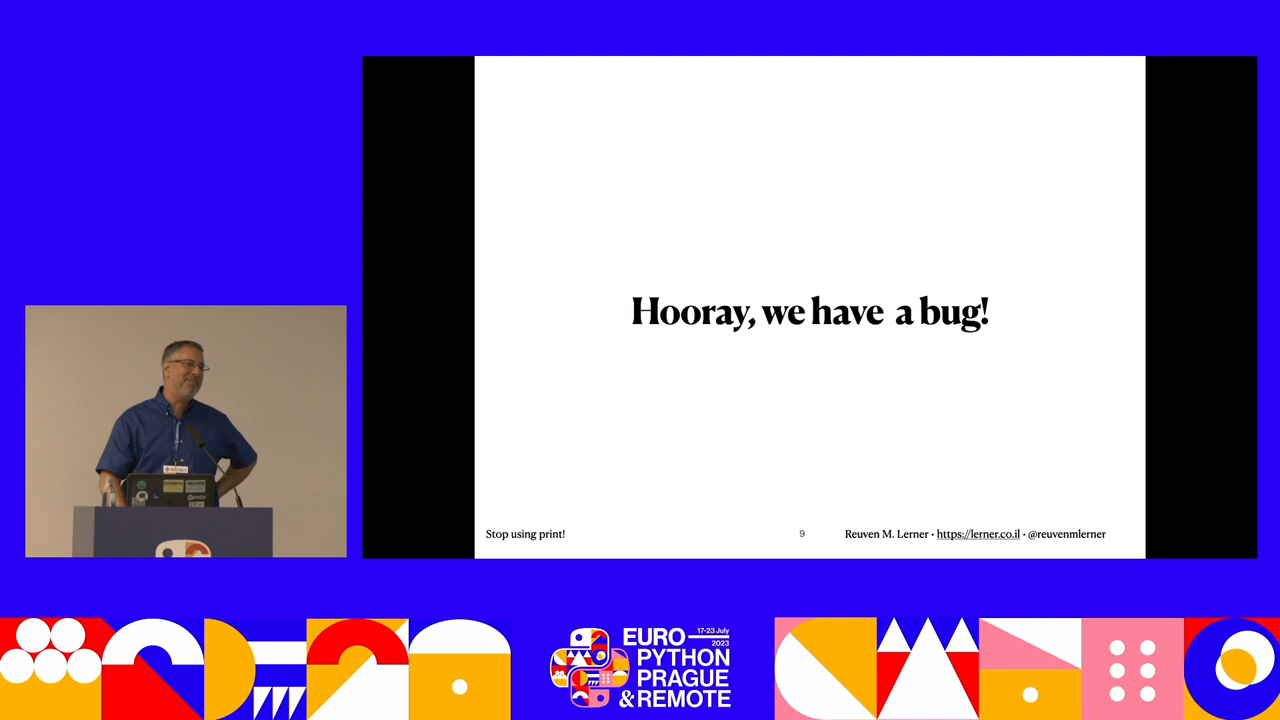 Hooray, we have  a bug!
Stop using print!
9
Reuven M. Lerner • https://lerner.co.il • @reuvenmlerner
EURO
17-23 July
2023
PYTHON
PRAGUE
& REMOTE